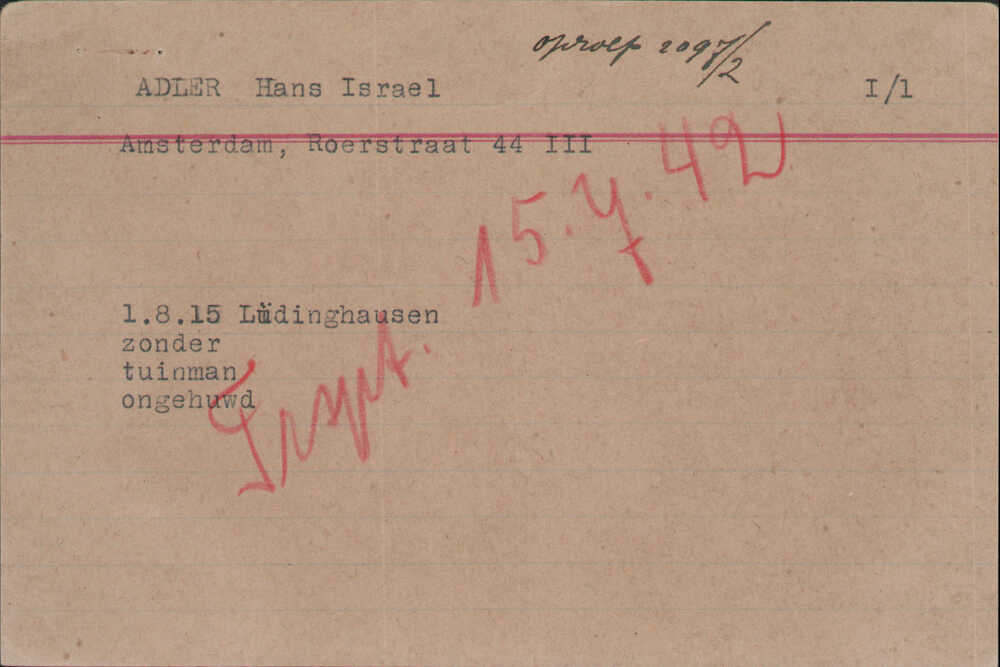 oproep 2097/2
ADLER Hans Israel I/1
Amsterdam, Roerstraat 44 III
1.8.15 Lüdinghausen
zonder
tuinman
ongehuwd
Trspt. 15.7.42